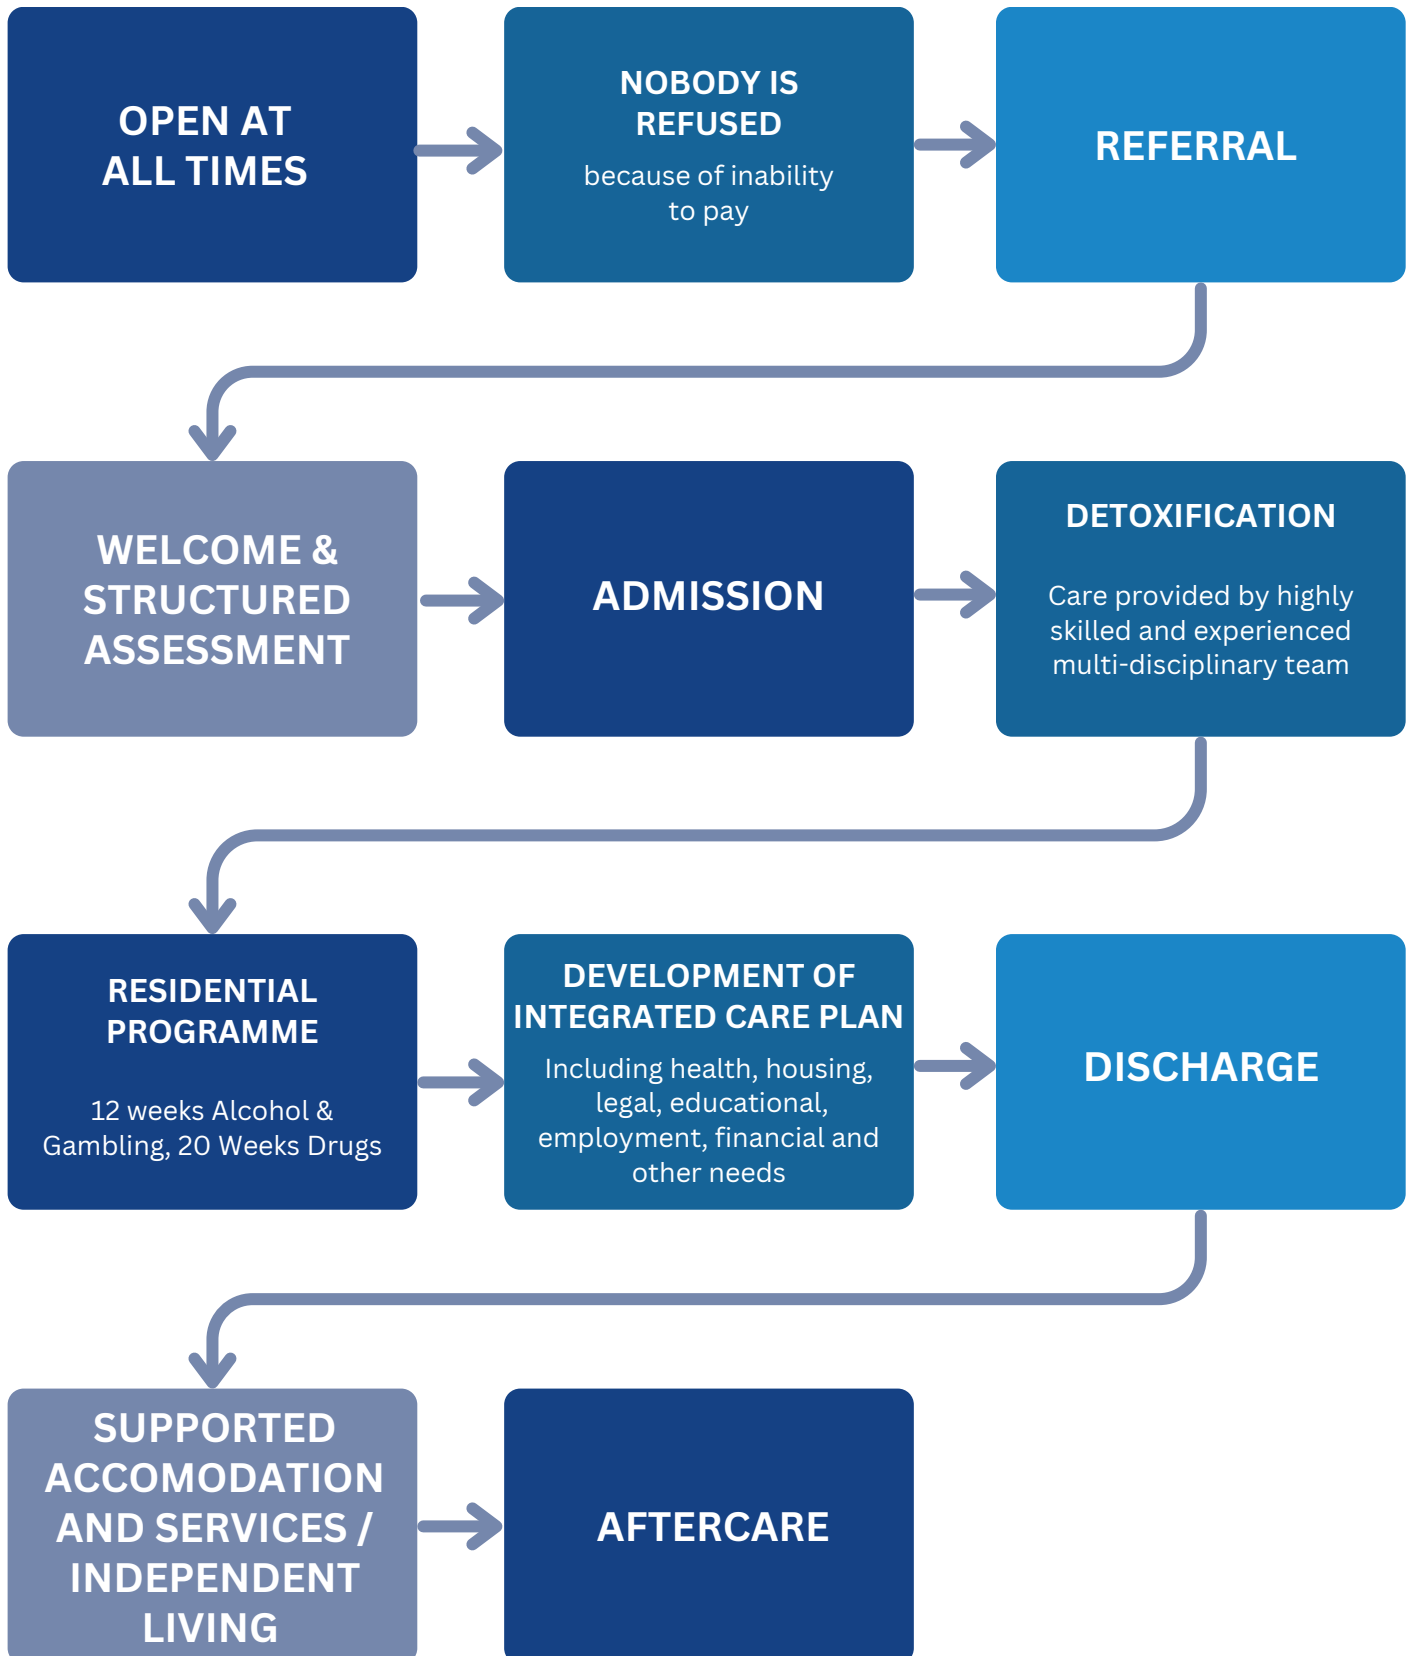 OPEN AT
ALL TIMES
NOBODY IS
REFUSED
because of inability
to pay
REFERRAL
WELCOME &
STRUCTURED
ASSESSMENT
ADMISSION
DETOXIFICATION
Care provided by highly
skilled and experienced
multi-disciplinary team
RESIDENTIAL
PROGRAMME
12 weeks Alcohol &
Gambling, 20 Weeks Drugs
DEVELOPMENT OF
INTEGRATED CARE PLAN
Including health, housing,
legal, educational,
employment, financial and
other needs
DISCHARGE
SUPPORTED
ACCOMODATION
AND SERVICES /
INDEPENDENT
LIVING
AFTERCARE